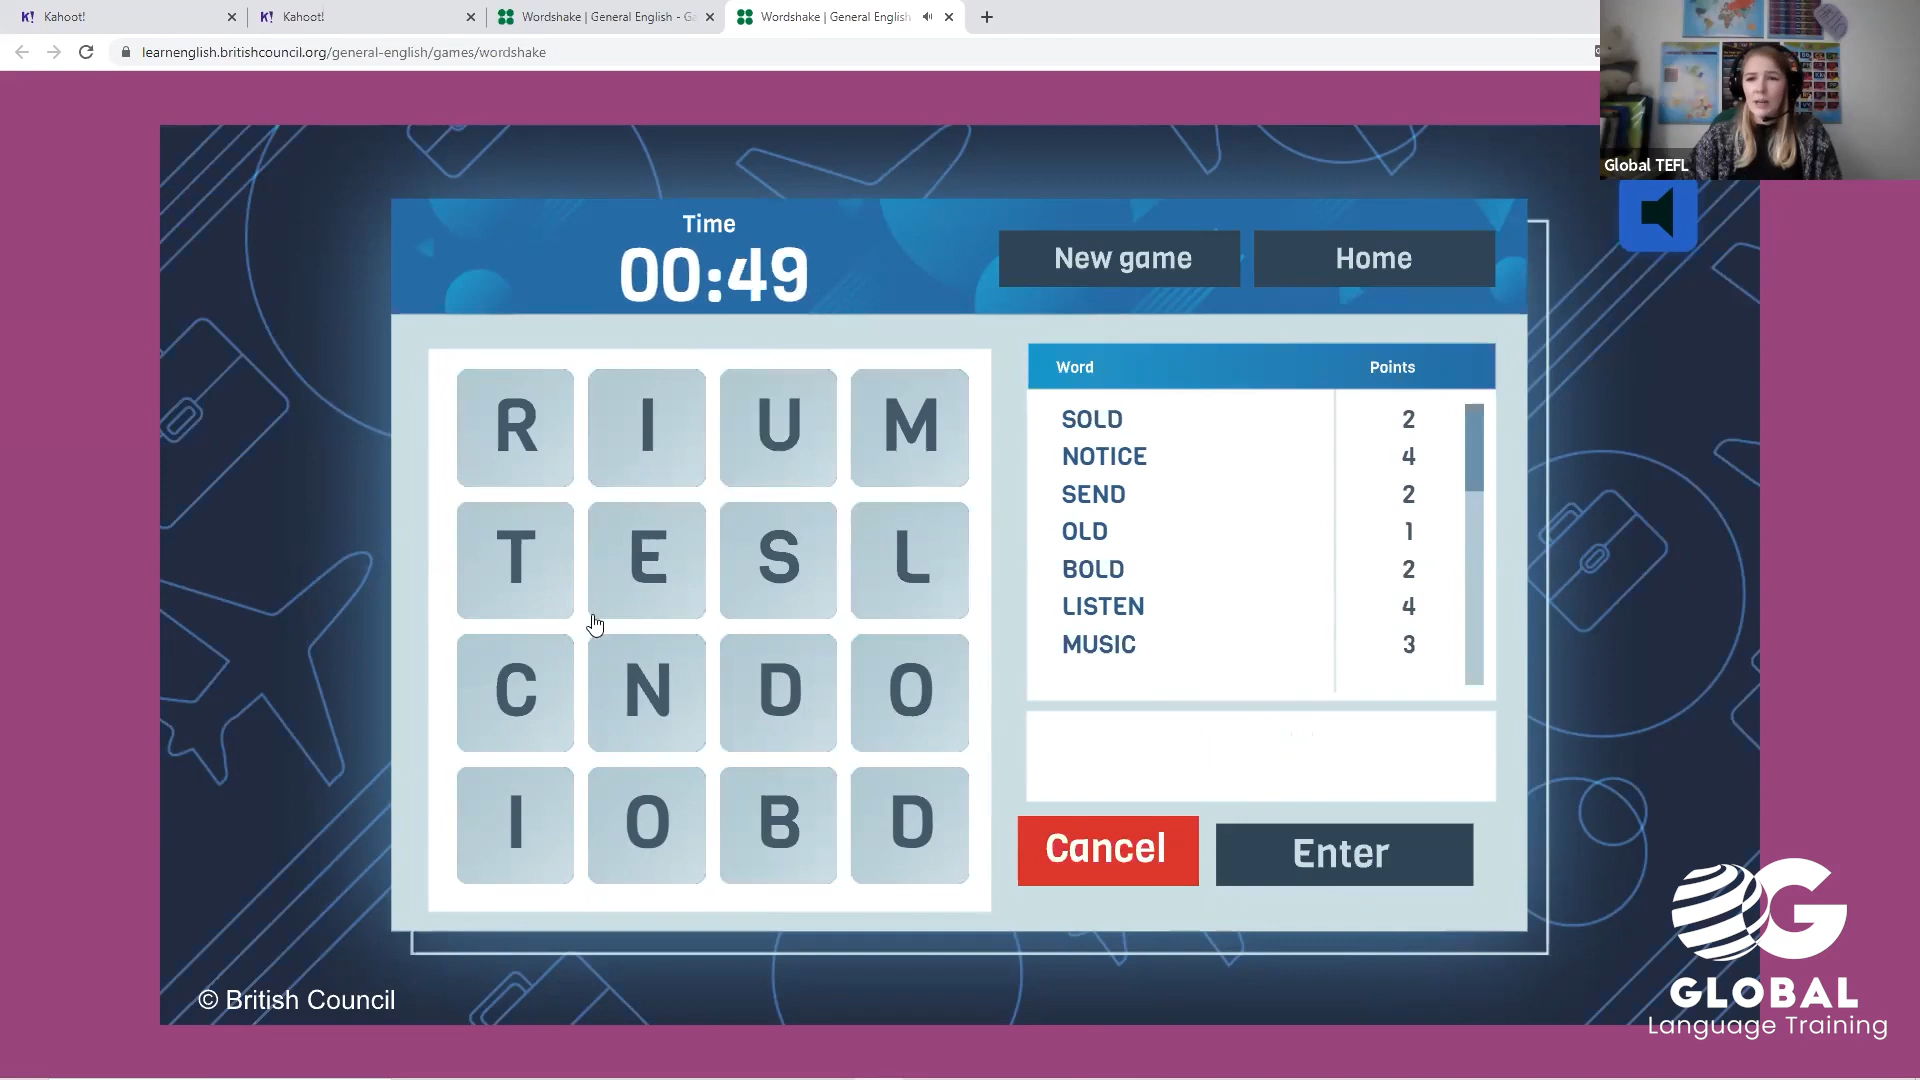 Kahoot!
Kahoot!
Wordshake | General English - Ga
Wordshake | General English
learnenglish.britishcouncil.org/general-english/games/wordshake
Global TEFL
Time
00:49
New game
Home
R I U M
T E S L
C N D O
I O B D
Word Points
SOLD 2
NOTICE 4
SEND 2
OLD 1
BOLD 2
LISTEN 4
MUSIC 3
Cancel
Enter
© British Council
G
GLOBAL
Language Training